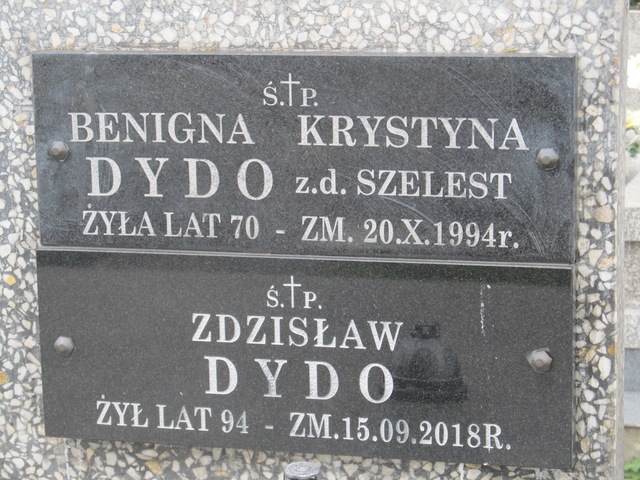 Ś.†P.
BENIGNA KRYSTYNA
DYDO z.d. SZELEST
ŻYŁA LAT 70 - ZM. 20.X.1994r.
Ś.†P.
ZDZISŁAW
DYDO
ŻYŁ LAT 94 - ZM.15.09.2018R.